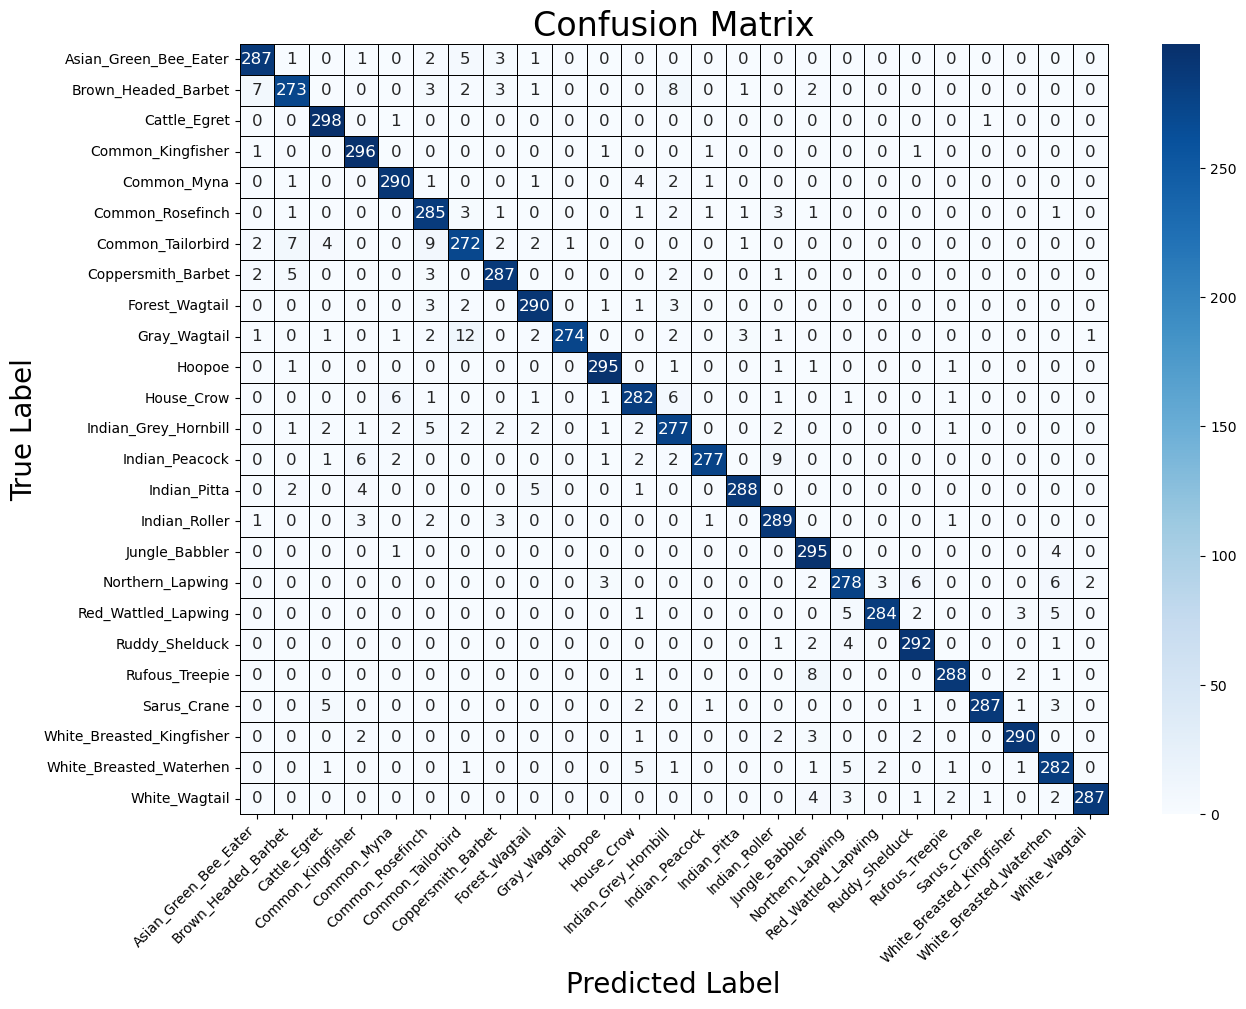 Confusion Matrix
True Label
Asian_Green_Bee_Eater 287 1 0 1 0 2 5 3 1 0 0 0 0 0 0 0 0 0 0 0 0 0 0 0 0
Brown_Headed_Barbet 7 273 0 0 0 3 2 3 1 0 0 0 8 0 1 0 2 0 0 0 0 0 0 0 0
Cattle_Egret 0 0 298 0 1 0 0 0 0 0 0 0 0 0 0 0 0 0 0 0 0 1 0 0 0
Common_Kingfisher 1 0 0 296 0 0 0 0 0 0 1 0 0 1 0 0 0 0 0 1 0 0 0 0 0
Common_Myna 0 1 0 0 290 1 0 0 1 0 0 4 2 1 0 0 0 0 0 0 0 0 0 0 0
Common_Rosefinch 0 1 0 0 0 285 3 1 0 0 0 1 2 1 1 3 1 0 0 0 0 0 0 1 0
Common_Tailorbird 2 7 4 0 0 9 272 2 2 1 0 0 0 0 1 0 0 0 0 0 0 0 0 0 0
Coppersmith_Barbet 2 5 0 0 0 3 0 287 0 0 0 0 2 0 0 1 0 0 0 0 0 0 0 0 0
Forest_Wagtail 0 0 0 0 0 3 2 0 290 0 1 1 3 0 0 0 0 0 0 0 0 0 0 0 0
Gray_Wagtail 1 0 1 0 1 2 12 0 2 274 0 0 2 0 3 1 0 0 0 0 0 0 0 0 1
Hoopoe 0 1 0 0 0 0 0 0 0 0 295 0 1 0 0 1 1 0 0 0 1 0 0 0 0
House_Crow 0 0 0 0 6 1 0 0 1 0 1 282 6 0 0 1 0 1 0 0 1 0 0 0 0
Indian_Grey_Hornbill 0 1 2 1 2 5 2 2 2 0 1 2 277 0 0 2 0 0 0 0 1 0 0 0 0
Indian_Peacock 0 0 1 6 2 0 0 0 0 0 1 2 2 277 0 9 0 0 0 0 0 0 0 0 0
Indian_Pitta 0 2 0 4 0 0 0 0 5 0 0 1 0 0 288 0 0 0 0 0 0 0 0 0 0
Indian_Roller 1 0 0 3 0 2 0 3 0 0 0 0 0 1 0 289 0 0 0 0 1 0 0 0 0
Jungle_Babbler 0 0 0 0 1 0 0 0 0 0 0 0 0 0 0 0 295 0 0 0 0 0 0 4 0
Northern_Lapwing 0 0 0 0 0 0 0 0 0 0 3 0 0 0 0 0 2 278 3 6 0 0 0 6 2
Red_Wattled_Lapwing 0 0 0 0 0 0 0 0 0 0 0 1 0 0 0 0 0 5 284 2 0 0 3 5 0
Ruddy_Shelduck 0 0 0 0 0 0 0 0 0 0 0 0 0 0 0 1 2 4 0 292 0 0 0 1 0
Rufous_Treepie 0 0 0 0 0 0 0 0 0 0 0 1 0 0 0 0 8 0 0 0 288 0 2 1 0
Sarus_Crane 0 0 5 0 0 0 0 0 0 0 0 2 0 1 0 0 0 0 0 1 0 287 1 3 0
White_Breasted_Kingfisher 0 0 0 2 0 0 0 0 0 0 0 1 0 0 0 2 3 0 0 2 0 0 290 0 0
White_Breasted_Waterhen 0 0 1 0 0 0 1 0 0 0 0 5 1 0 0 0 1 5 2 0 1 0 1 282 0
White_Wagtail 0 0 0 0 0 0 0 0 0 0 0 0 0 0 0 0 4 3 0 1 2 1 0 2 287
Asian_Green_Bee_Eater
Brown_Headed_Barbet
Cattle_Egret
Common_Kingfisher
Common_Myna
Common_Rosefinch
Common_Tailorbird
Coppersmith_Barbet
Forest_Wagtail
Gray_Wagtail
Hoopoe
House_Crow
Indian_Grey_Hornbill
Indian_Peacock
Indian_Pitta
Indian_Roller
Jungle_Babbler
Northern_Lapwing
Red_Wattled_Lapwing
Ruddy_Shelduck
Rufous_Treepie
Sarus_Crane
White_Breasted_Kingfisher
White_Breasted_Waterhen
White_Wagtail
Predicted Label
250
200
150
100
50
0